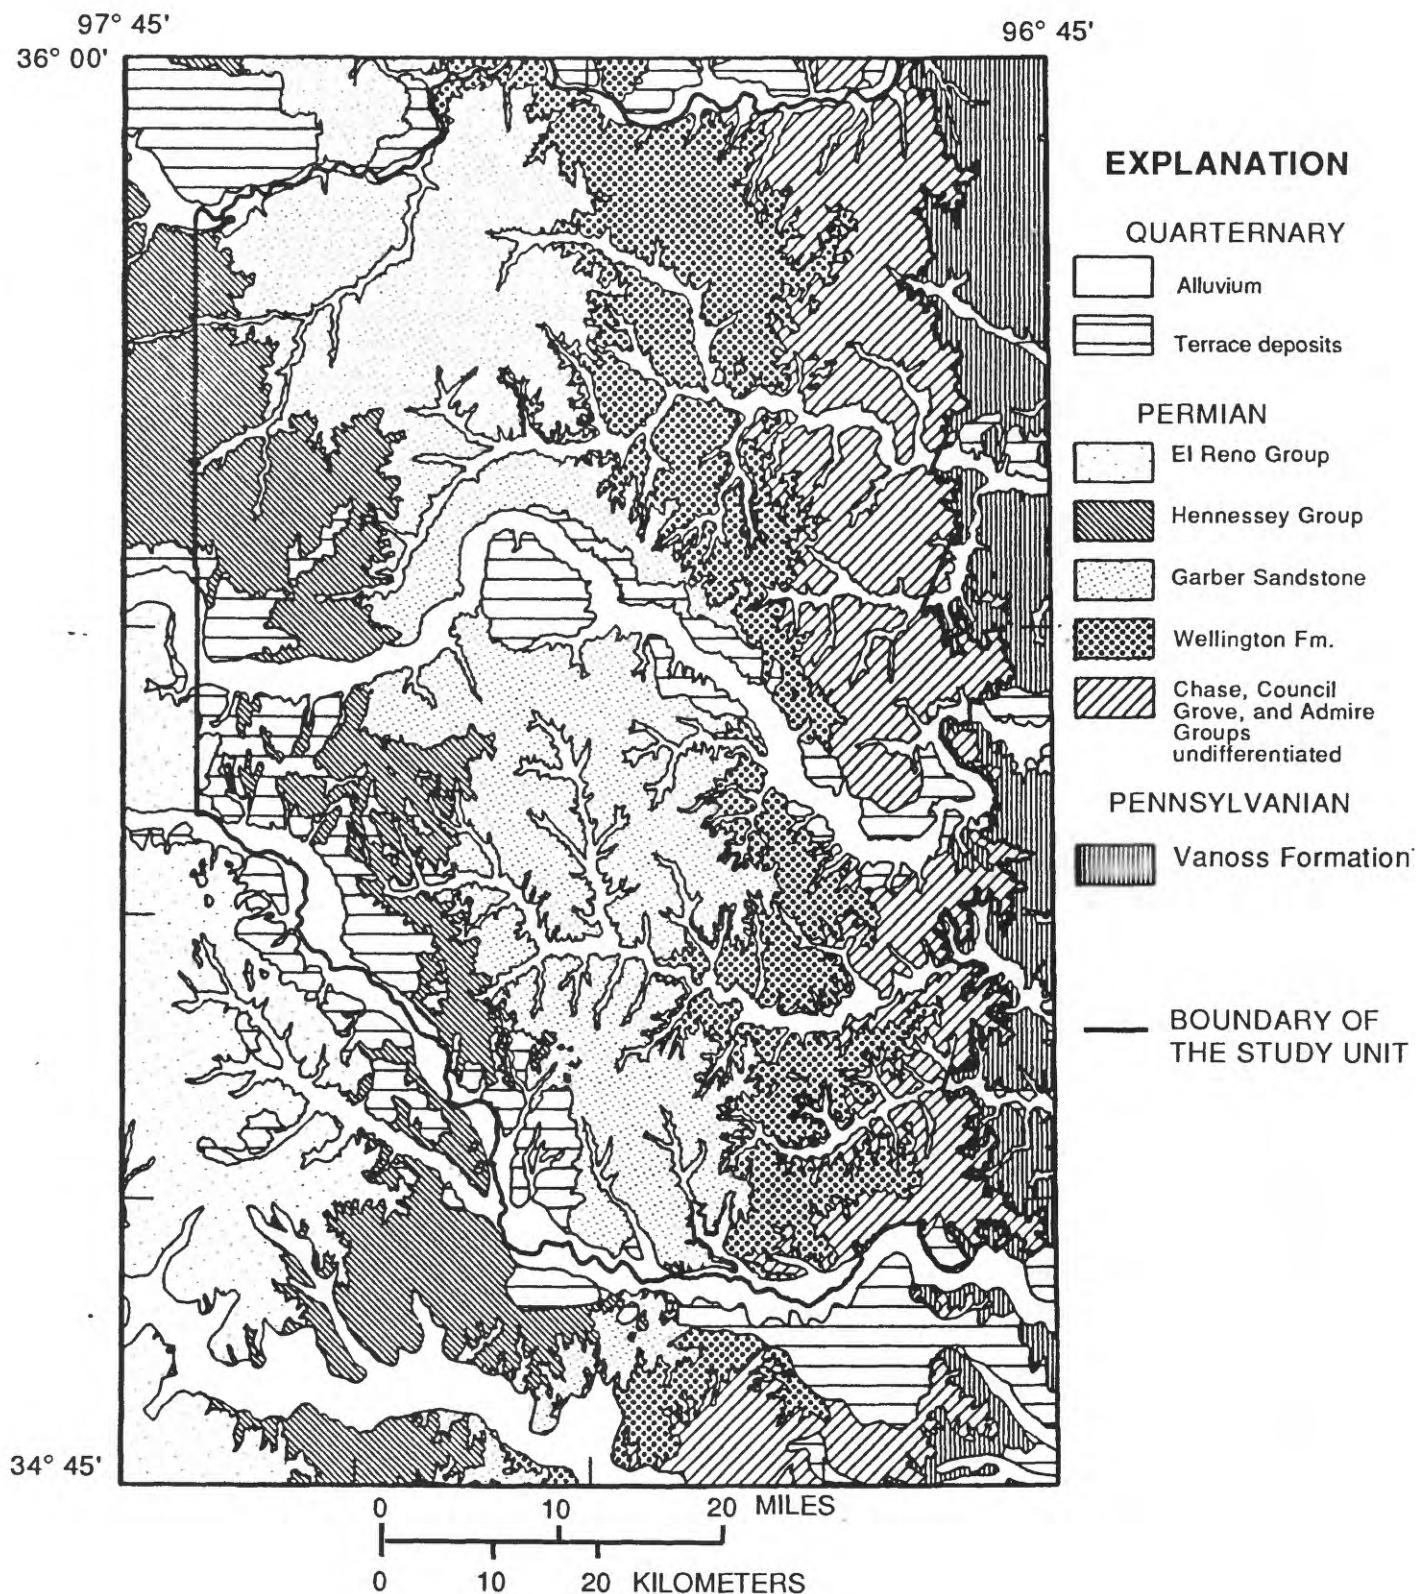 97° 45'
96° 45'
36° 00'
EXPLANATION
QUARTERNARY
Alluvium
Terrace deposits
PERMIAN
El Reno Group
Hennessey Group
Garber Sandstone
Wellington Fm.
Chase, Council
Grove, and Admire
Groups
undifferentiated
PENNSYLVANIAN
Vanoss Formation
BOUNDARY OF
THE STUDY UNIT
34° 45'
0 10 20 MILES
0 10 20 KILOMETERS